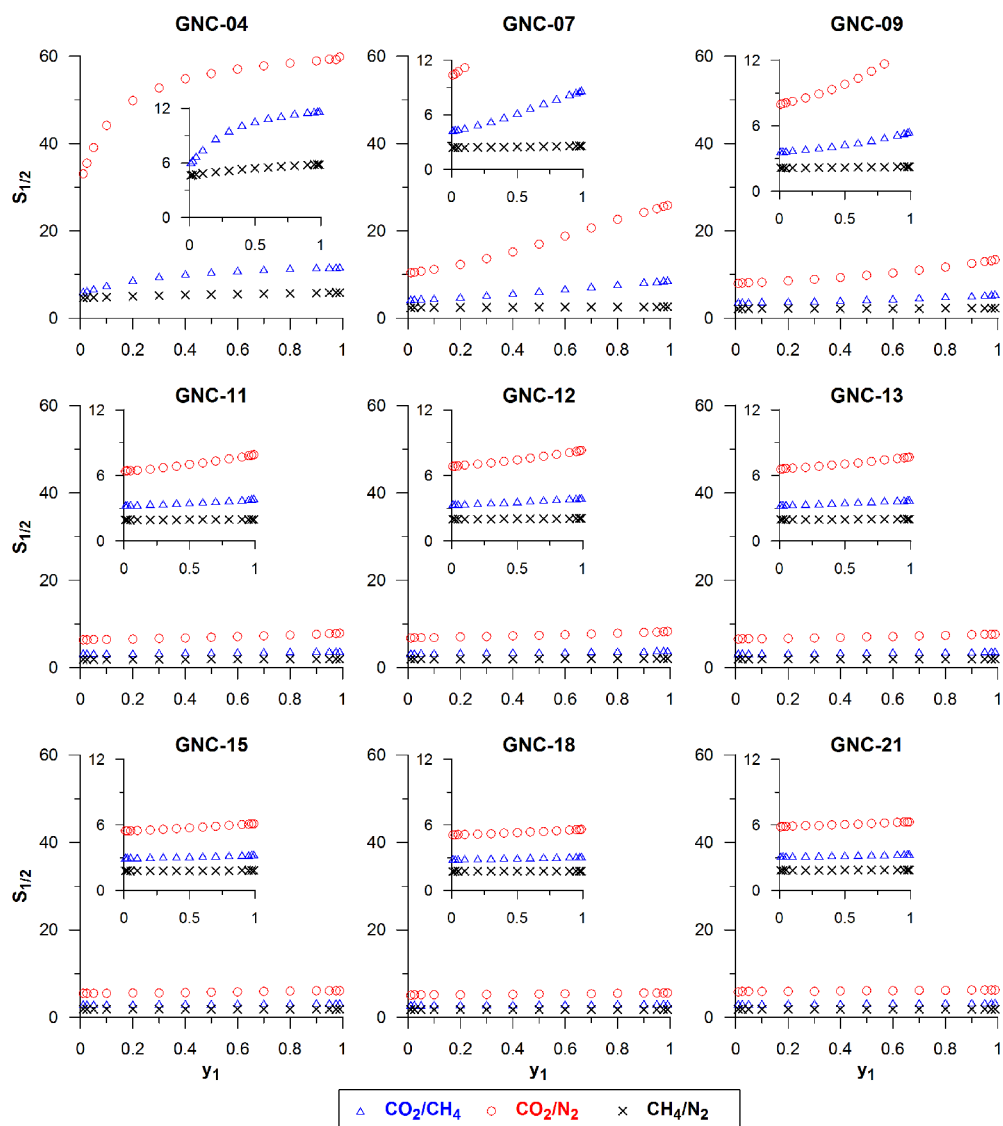 GNC-04 GNC-07 GNC-09
60 60 60
12 12 12
6 6 6
0 0 0
0 0.5 1 0 0.5 1 0 0.5 1
40 40 40
S1/2
20 20 20
0 0 0
0 0.2 0.4 0.6 0.8 1 0 0.2 0.4 0.6 0.8 1 0 0.2 0.4 0.6 0.8 1
GNC-11 GNC-12 GNC-13
60 60 60
12 12 12
6 6 6
0 0 0
0 0.5 1 0 0.5 1 0 0.5 1
40 40 40
S1/2
20 20 20
0 0 0
0 0.2 0.4 0.6 0.8 1 0 0.2 0.4 0.6 0.8 1 0 0.2 0.4 0.6 0.8 1
GNC-15 GNC-18 GNC-21
60 60 60
12 12 12
6 6 6
0 0 0
0 0.5 1 0 0.5 1 0 0.5 1
40 40 40
S1/2
20 20 20
0 0 0
0 0.2 0.4 0.6 0.8 1 0 0.2 0.4 0.6 0.8 1 0 0.2 0.4 0.6 0.8 1
y1 y1 y1
CO2/CH4 CO2/N2 CH4/N2